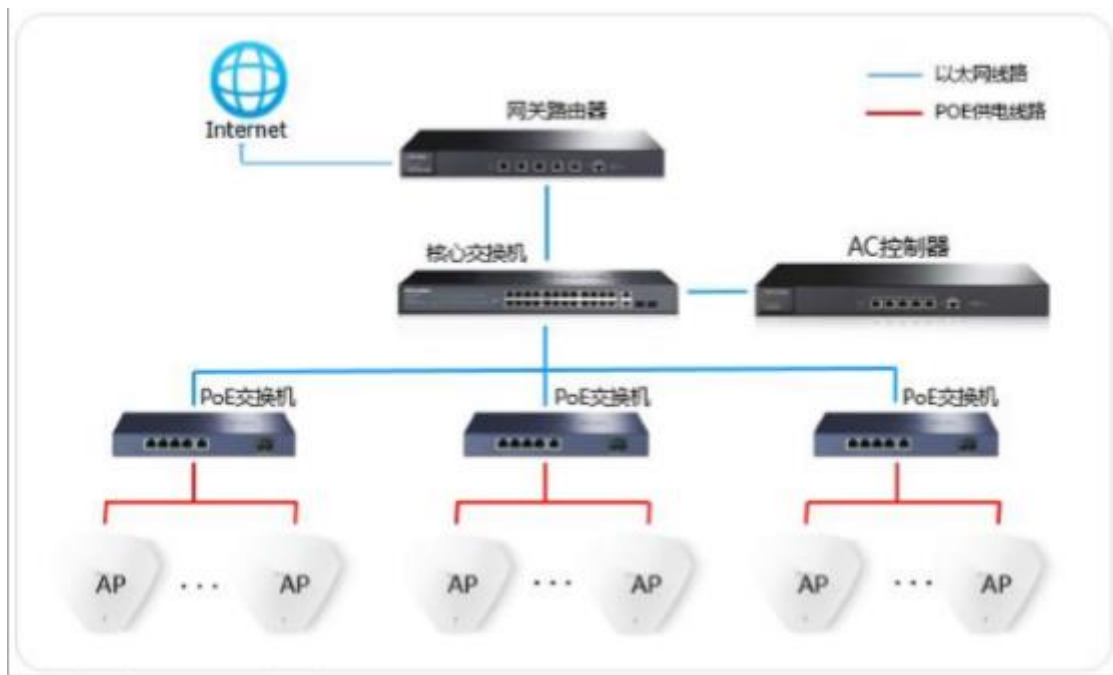 以太网线路
POE供电线路
Internet
网关路由器
核心交换机
AC控制器
PoE交换机
PoE交换机
PoE交换机
AP
...
AP
AP
...
AP
AP
...
AP